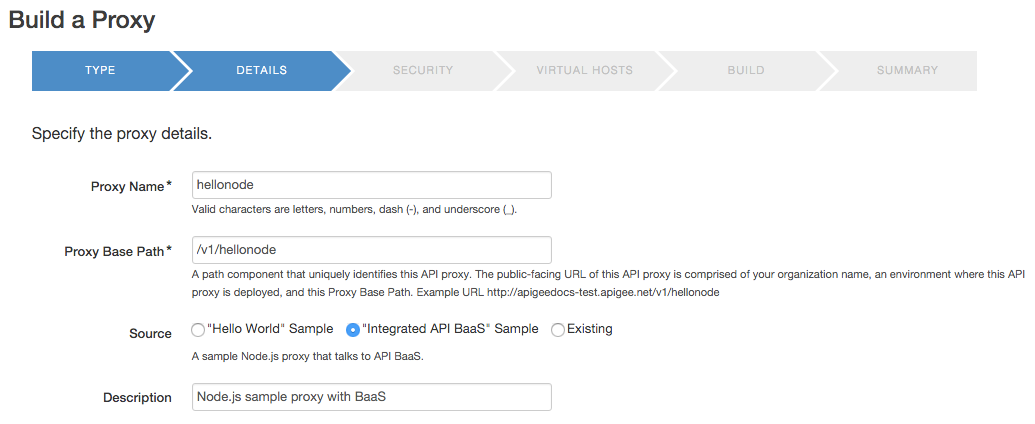 Build a Proxy
TYPE DETAILS SECURITY VIRTUAL HOSTS BUILD SUMMARY
Specify the proxy details.
Proxy Name* hellonode
Valid characters are letters, numbers, dash (-), and underscore (_).
Proxy Base Path* /v1/hellonode
A path component that uniquely identifies this API proxy. The public-facing URL of this API proxy is comprised of your organization name, an environment where this API
proxy is deployed, and this Proxy Base Path. Example URL http://apigeedocs-test.apigee.net/v1/hellonode
Source "Hello World" Sample "Integrated API BaaS" Sample Existing
A sample Node.js proxy that talks to API BaaS.
Description Node.js sample proxy with BaaS